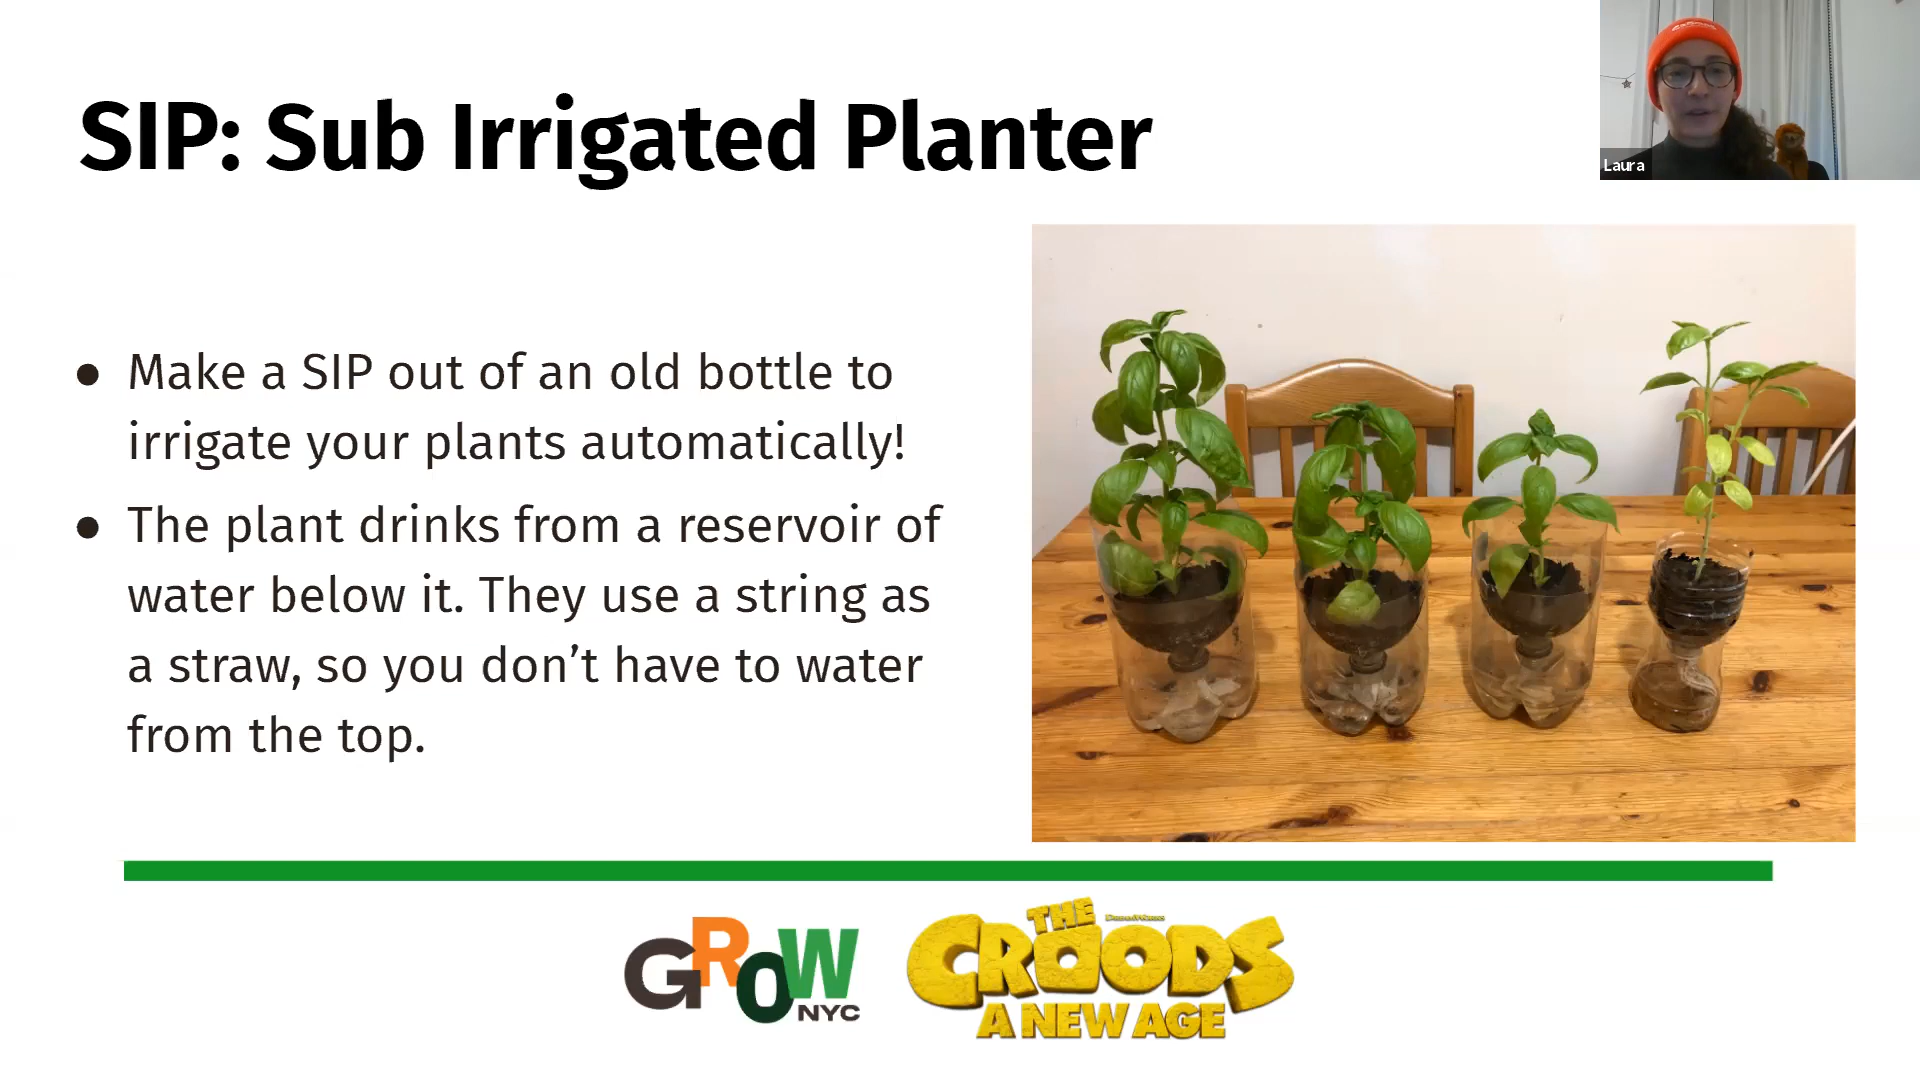 SIP: Sub Irrigated Planter
Laura
● Make a SIP out of an old bottle to
irrigate your plants automatically!
● The plant drinks from a reservoir of
water below it. They use a string as
a straw, so you don’t have to water
from the top.
GROW
NYC
THE
CROODS
A NEW AGE